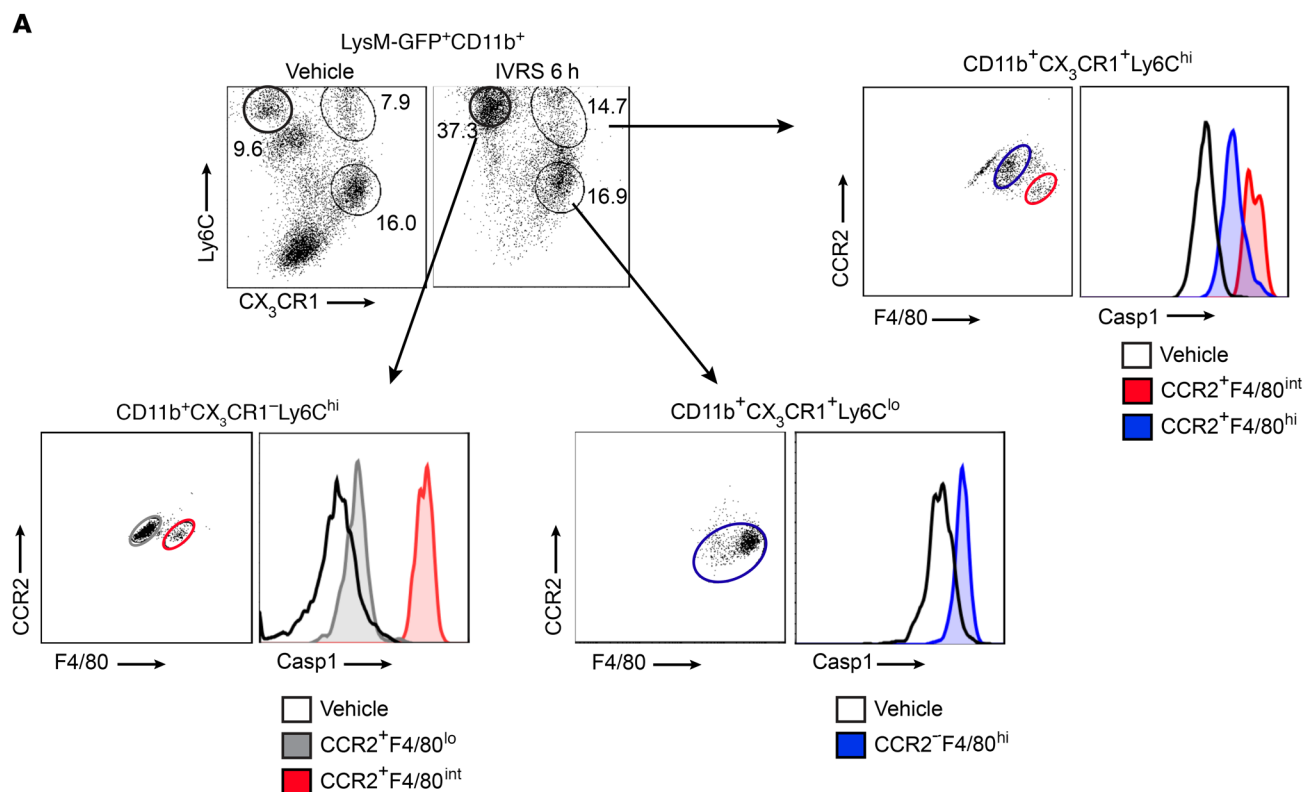 A
LysM-GFP⁺CD11b⁺
Vehicle
IVRS 6 h
7.9
9.6
16.0
37.3
14.7
16.9
Ly6C
CX₃CR1
CD11b⁺CX₃CR1⁺Ly6Cʰⁱ
CCR2
F4/80
Casp1
Vehicle
CCR2⁺F4/80ⁱⁿᵗ
CCR2⁺F4/80ʰⁱ
CD11b⁺CX₃CR1⁻Ly6Cʰⁱ
CCR2
F4/80
Casp1
Vehicle
CCR2⁺F4/80ˡᵒ
CCR2⁺F4/80ⁱⁿᵗ
CD11b⁺CX₃CR1⁺Ly6Cˡᵒ
CCR2
F4/80
Casp1
Vehicle
CCR2⁻F4/80ʰⁱ